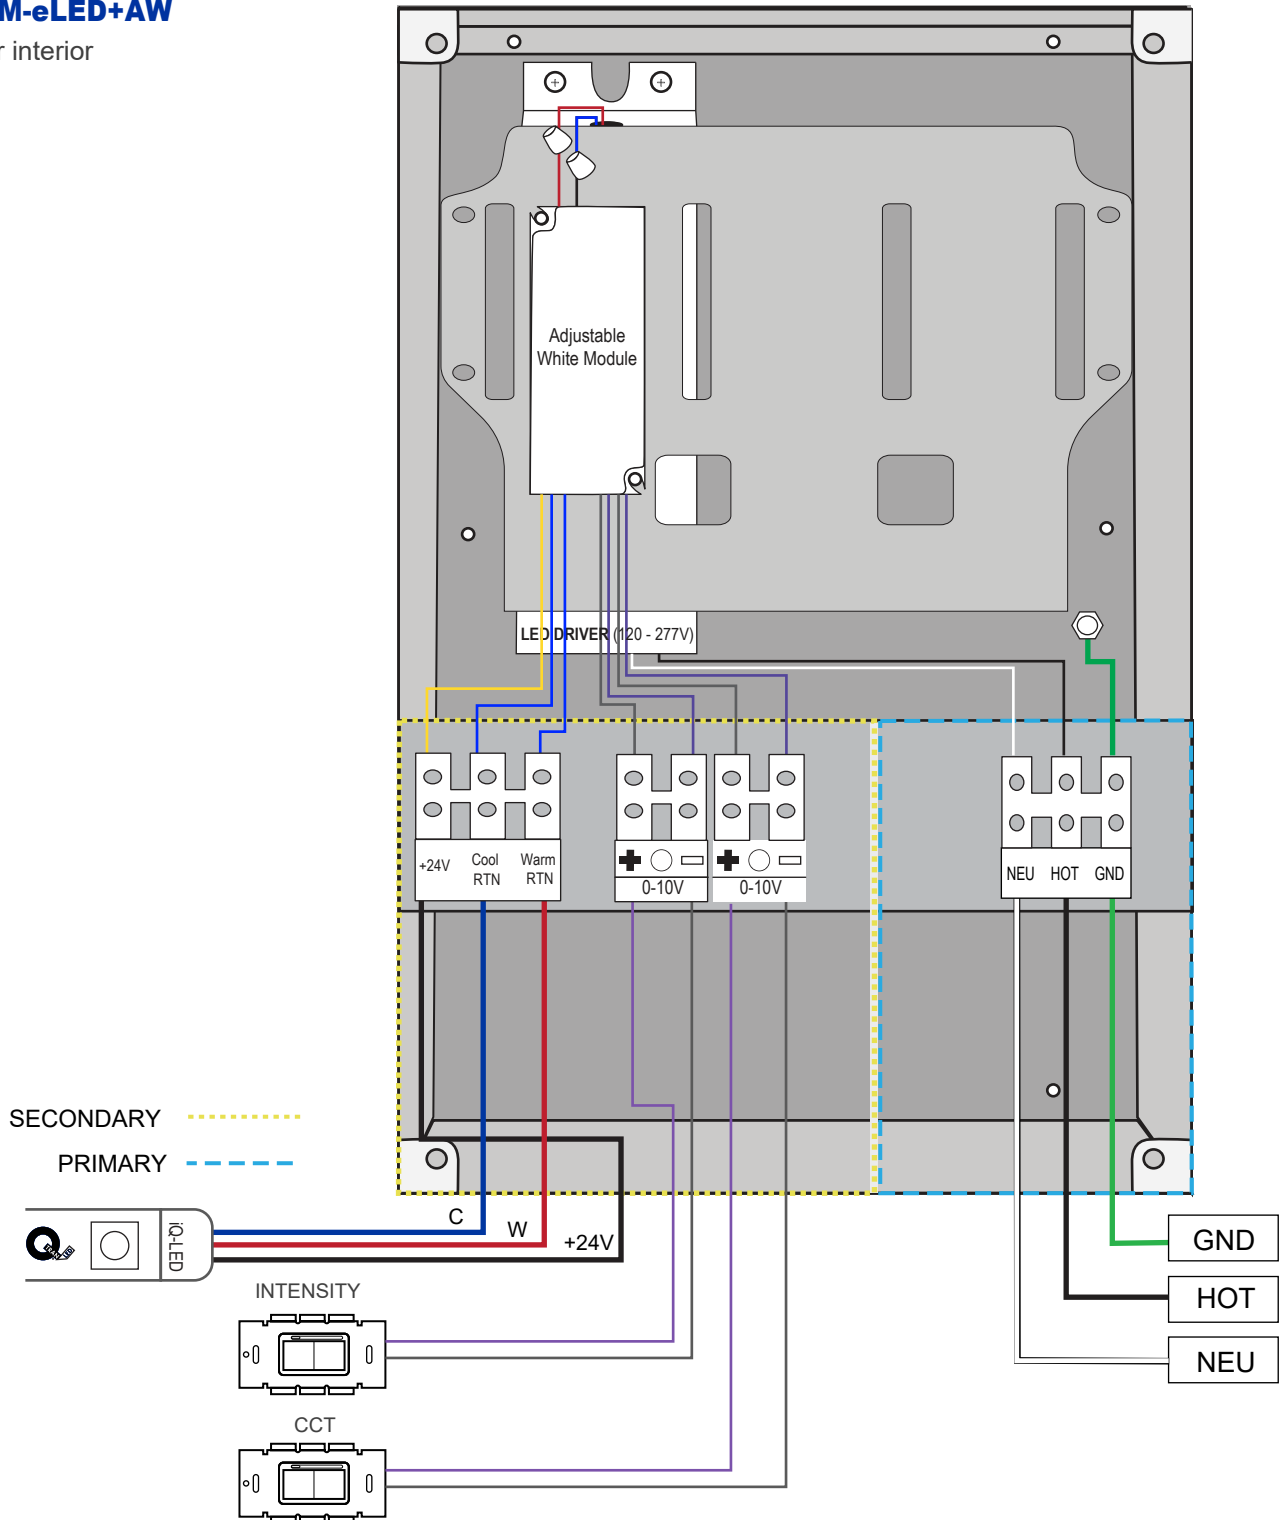 M-eLED+AW
r interior
Adjustable
White Module
LED DRIVER (120 - 277V)
+24V
Cool
RTN
Warm
RTN
0-10V
0-10V
NEU
HOT
GND
SECONDARY
PRIMARY
iQ-LED
C
W
+24V
INTENSITY
CCT
GND
HOT
NEU